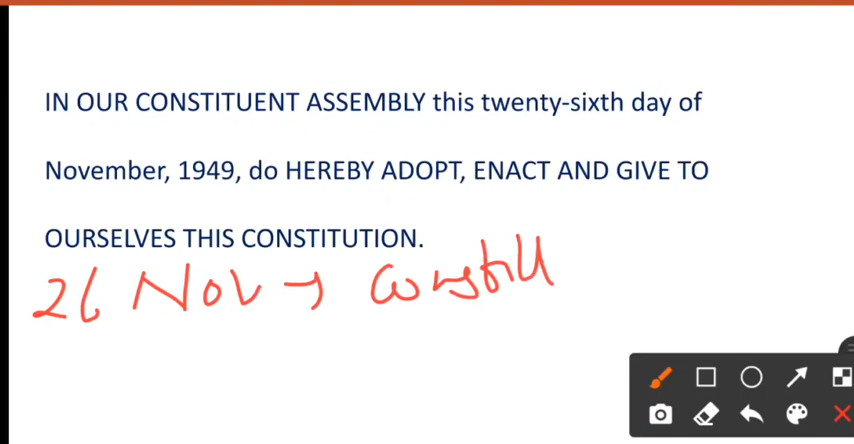 IN OUR CONSTITUENT ASSEMBLY this twenty-sixth day of
November, 1949, do HEREBY ADOPT, ENACT AND GIVE TO
OURSELVES THIS CONSTITUTION.
26 Nov →